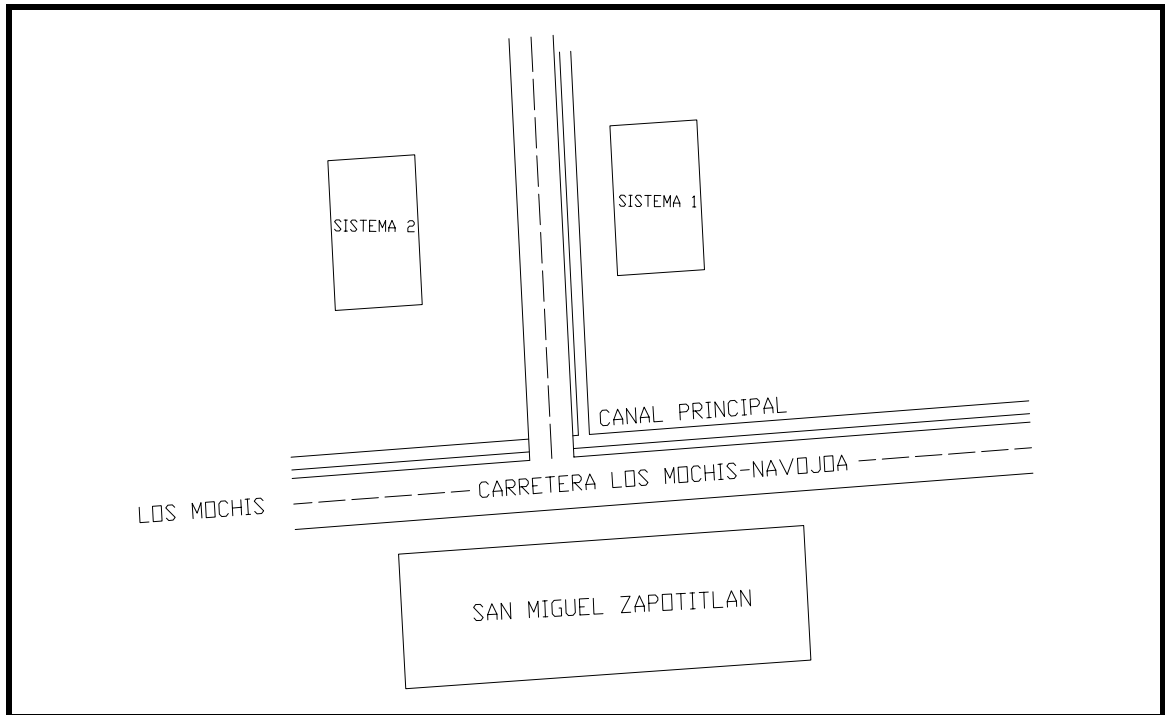 SISTEMA 1
SISTEMA 2
CANAL PRINCIPAL
CARRETERA LOS MOCHIS-NAVOJOA
LOS MOCHIS
SAN MIGUEL ZAPOTITLAN